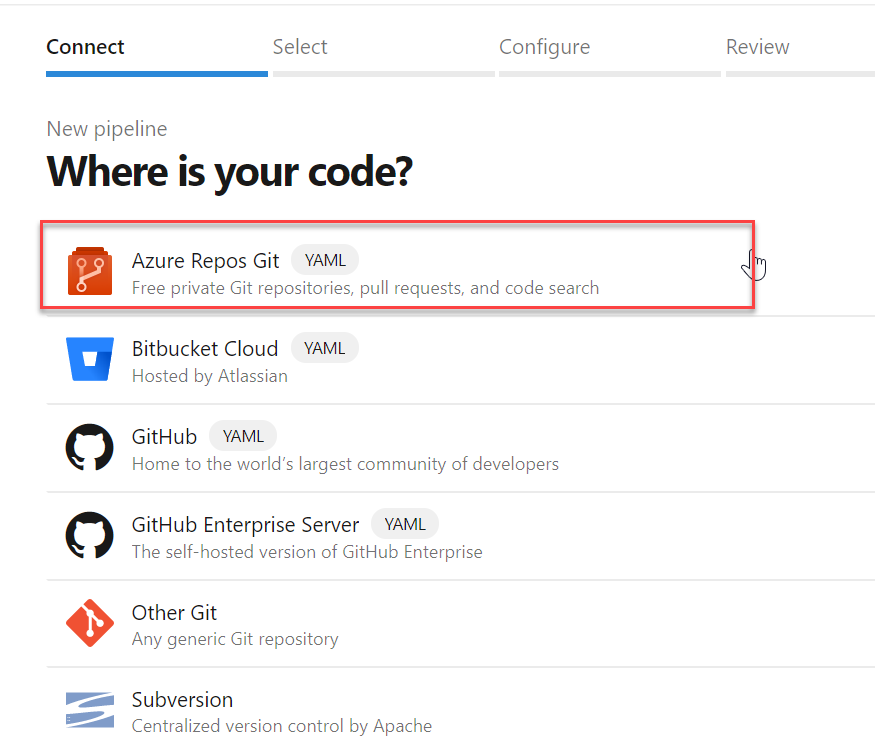 Connect Select Configure Review
New pipeline
Where is your code?
Azure Repos Git YAML
Free private Git repositories, pull requests, and code search
Bitbucket Cloud YAML
Hosted by Atlassian
GitHub YAML
Home to the world’s largest community of developers
GitHub Enterprise Server YAML
The self-hosted version of GitHub Enterprise
Other Git
Any generic Git repository
Subversion
Centralized version control by Apache